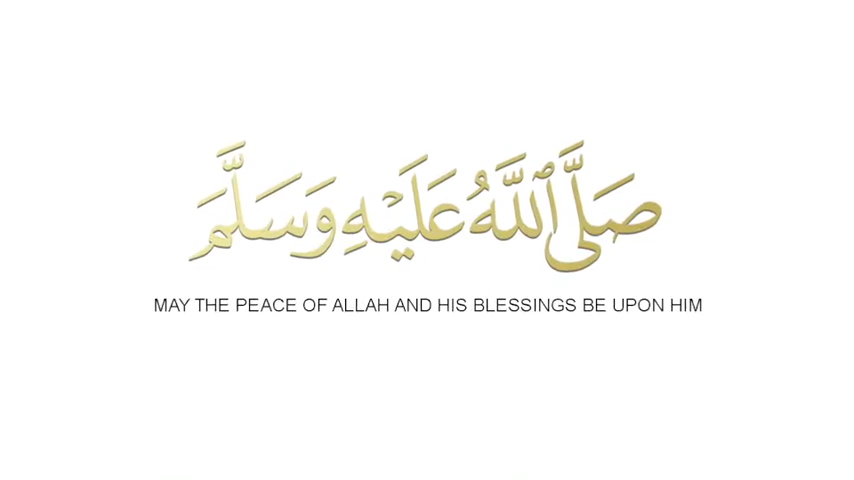 صَلَّى ٱللَّهُ عَلَيْهِ وَسَلَّمَ
MAY THE PEACE OF ALLAH AND HIS BLESSINGS BE UPON HIM